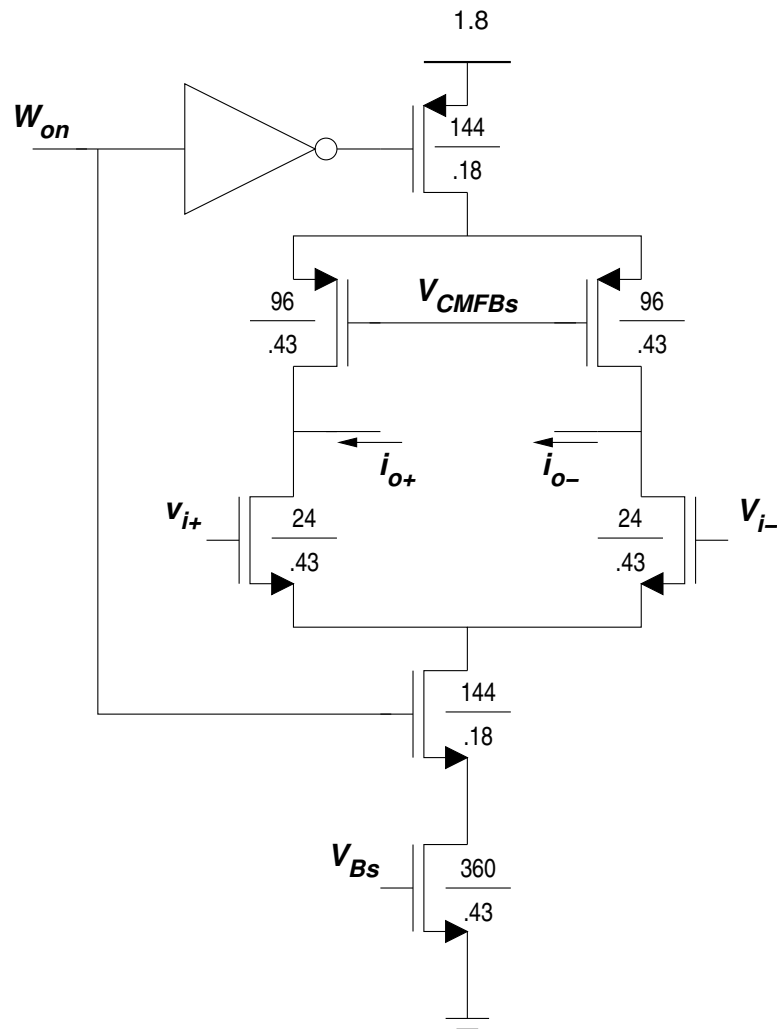 1.8
W_on
144
.18
96
.43
V_CMFBs
96
.43
i_o+
i_o−
v_i+
24
.43
24
.43
V_i−
144
.18
V_Bs
360
.43